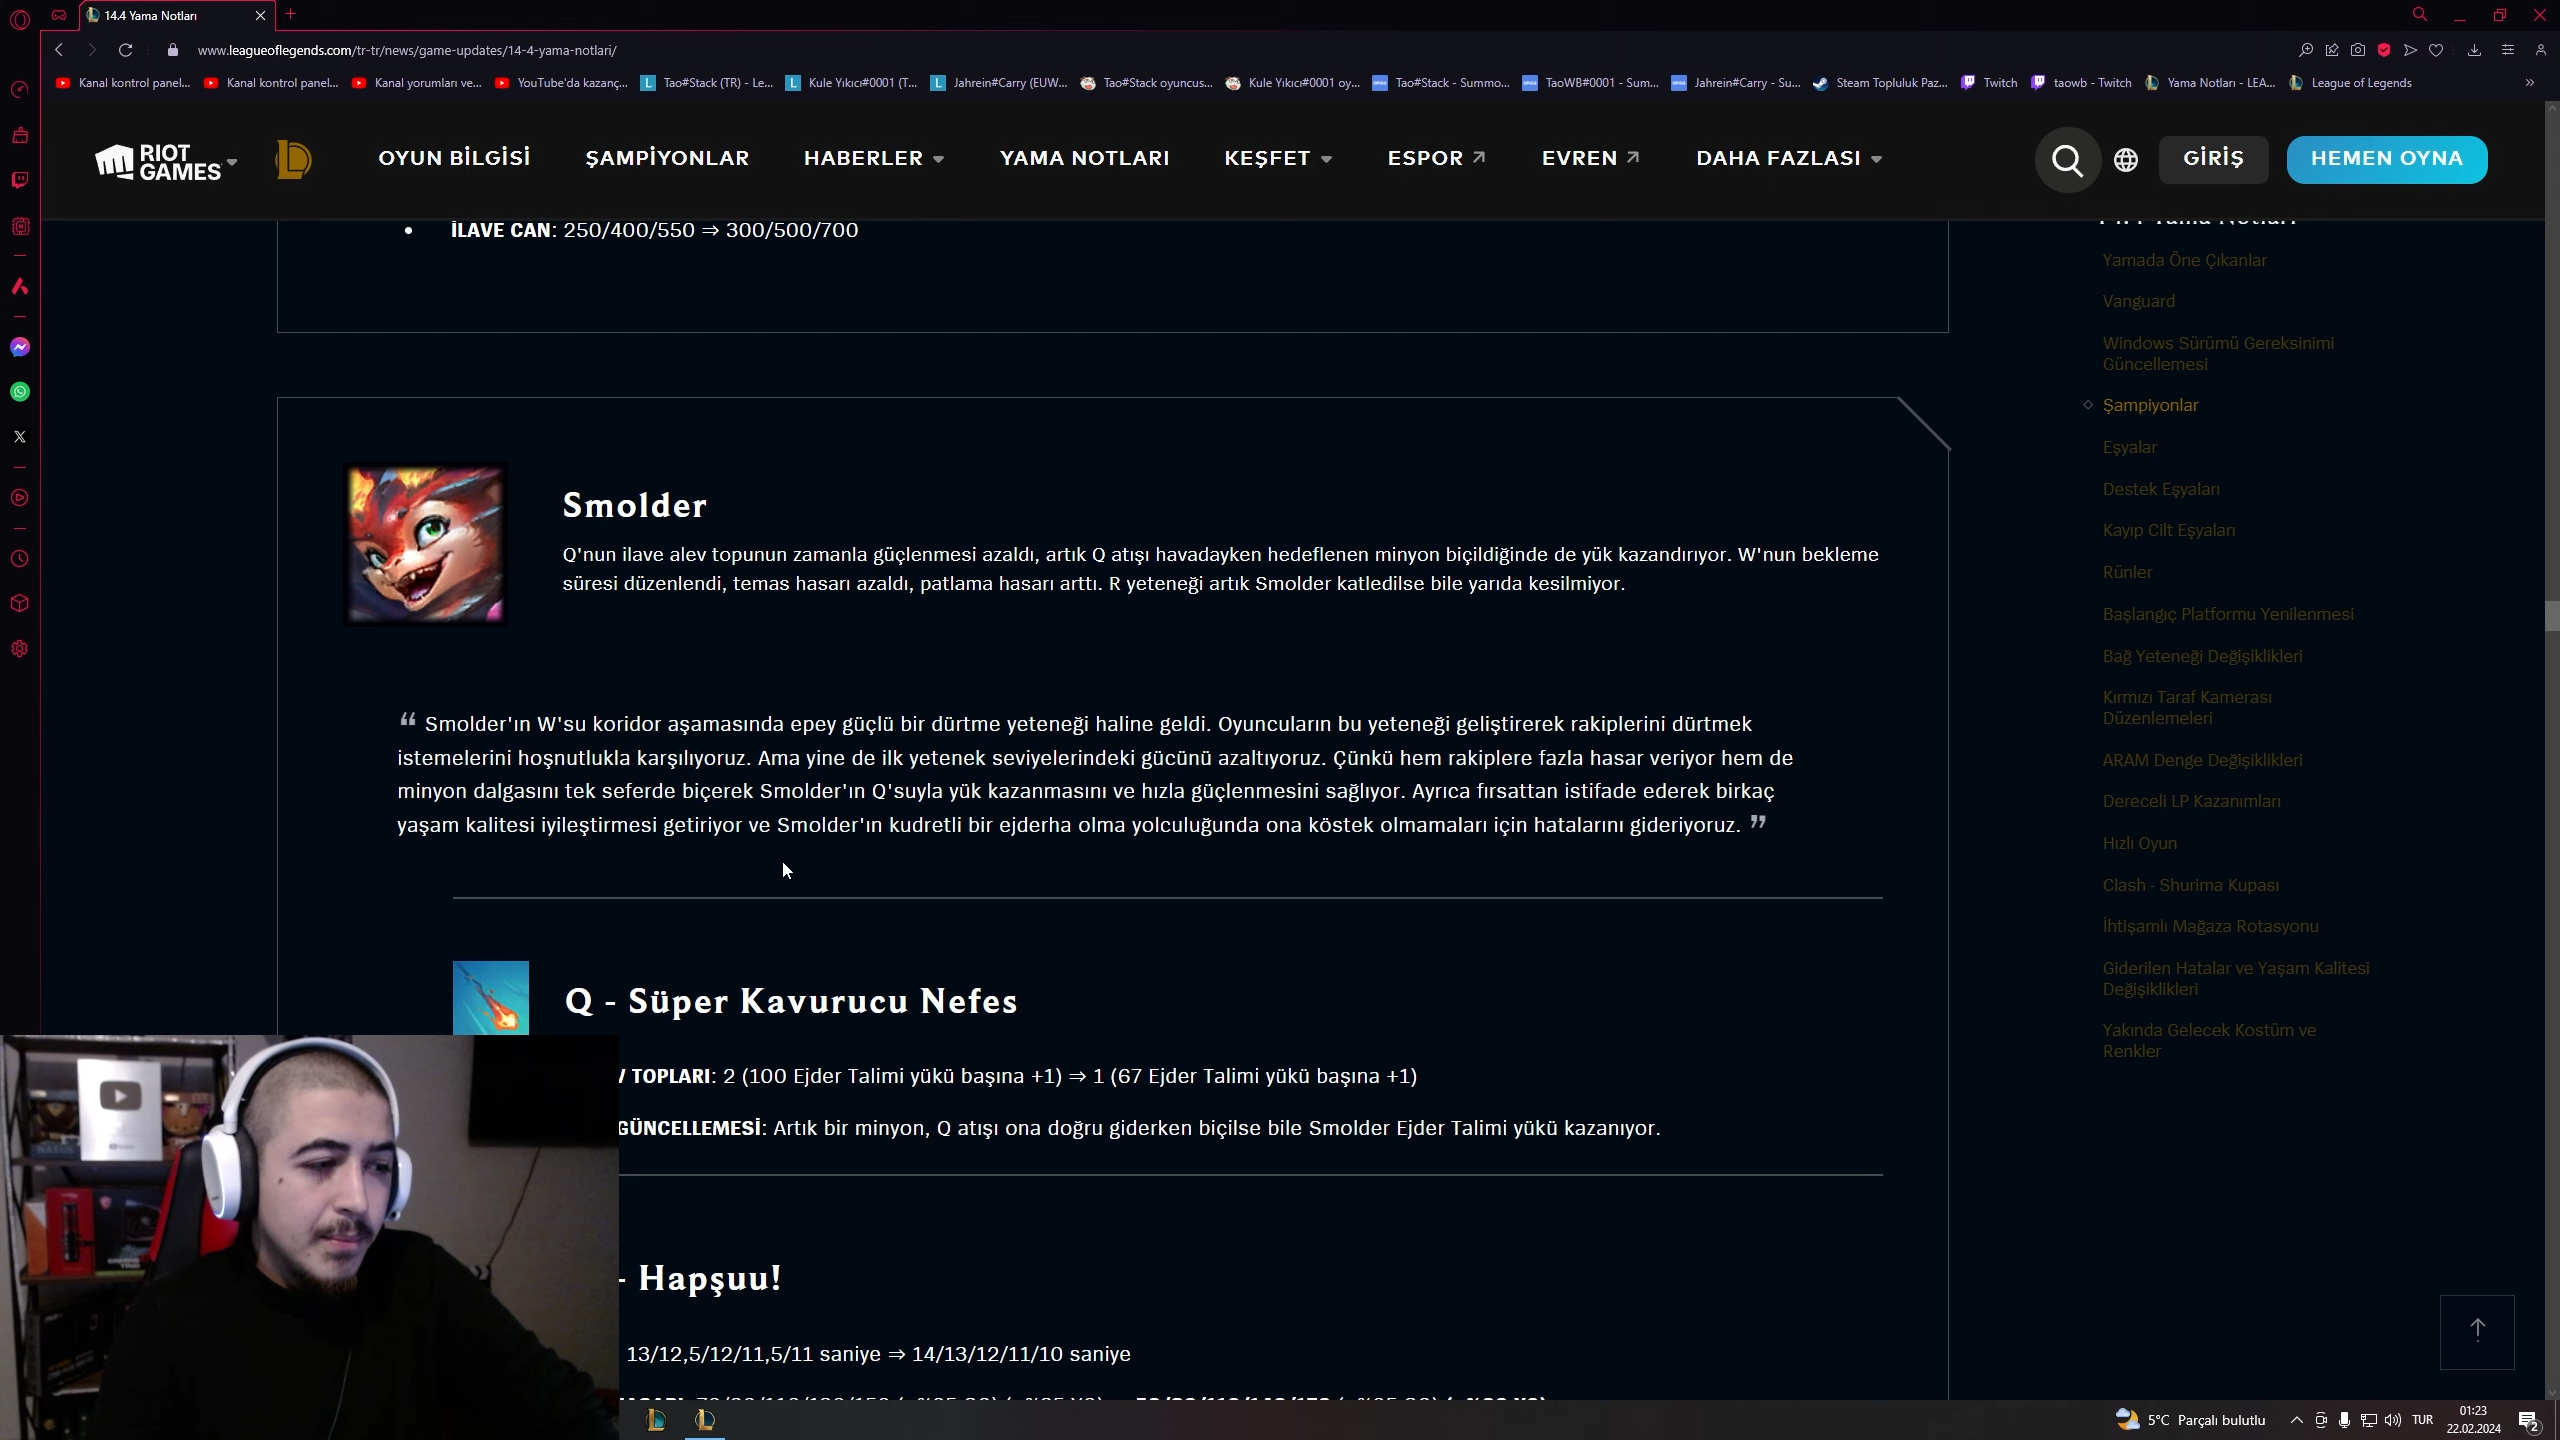 14.4 Yama Notları
www.leagueoflegends.com/tr-tr/news/game-updates/14-4-yama-notlari/
Kanal kontrol panel...
Kanal kontrol panel...
Kanal yorumları ve...
YouTube'da kazanç...
Tao#Stack (TR) - Le...
Kule Yıkıcı#0001 (T...
Jahrein#Carry (EUW...
Tao#Stack oyuncus...
Kule Yıkıcı#0001 oy...
Tao#Stack - Summo...
TaoWB#0001 - Sum...
Jahrein#Carry - Su...
Steam Topluluk Paz...
Twitch
taowb - Twitch
Yama Notları - LEA...
League of Legends
RIOT GAMES
OYUN BİLGİSİ
ŞAMPİYONLAR
HABERLER
YAMA NOTLARI
KEŞFET
ESPOR
EVREN
DAHA FAZLASI
GİRİŞ
HEMEN OYNA
• İLAVE CAN: 250/400/550 ⇒ 300/500/700
Smolder
Q'nun ilave alev topunun zamanla güçlenmesi azaldı, artık Q atışı havadayken hedeflenen minyon biçildiğinde de yük kazandırıyor. W'nun bekleme
süresi düzenlendi, temas hasarı azaldı, patlama hasarı arttı. R yeteneği artık Smolder katledilse bile yarıda kesilmiyor.
“ Smolder'ın W'su koridor aşamasında epey güçlü bir dürtme yeteneği haline geldi. Oyuncuların bu yeteneği geliştirerek rakiplerini dürtmek
istemelerini hoşnutlukla karşılıyoruz. Ama yine de ilk yetenek seviyelerindeki gücünü azaltıyoruz. Çünkü hem rakiplere fazla hasar veriyor hem de
minyon dalgasını tek seferde biçerek Smolder'ın Q'suyla yük kazanmasını ve hızla güçlenmesini sağlıyor. Ayrıca fırsattan istifade ederek birkaç
yaşam kalitesi iyileştirmesi getiriyor ve Smolder'ın kudretli bir ejderha olma yolculuğunda ona köstek olmamaları için hatalarını gideriyoruz. ”
Q - Süper Kavurucu Nefes
V TOPLARI: 2 (100 Ejder Talimi yükü başına +1) ⇒ 1 (67 Ejder Talimi yükü başına +1)
GÜNCELLEMESİ: Artık bir minyon, Q atışı ona doğru giderken biçilse bile Smolder Ejder Talimi yükü kazanıyor.
- Hapşuu!
13/12,5/12/11,5/11 saniye ⇒ 14/13/12/11/10 saniye
Yamada Öne Çıkanlar
Vanguard
Windows Sürümü Gereksinimi
Güncellemesi
Şampiyonlar
Eşyalar
Destek Eşyaları
Kayıp Cilt Eşyaları
Rünler
Başlangıç Platformu Yenilenmesi
Bağ Yeteneği Değişiklikleri
Kırmızı Taraf Kamerası
Düzenlemeleri
ARAM Denge Değişiklikleri
Dereceli LP Kazanımları
Hızlı Oyun
Clash - Shurima Kupası
İhtişamlı Mağaza Rotasyonu
Giderilen Hatalar ve Yaşam Kalitesi
Değişiklikleri
Yakında Gelecek Kostüm ve
Renkler
5°C Parçalı bulutlu
TUR
01:23
22.02.2024
2